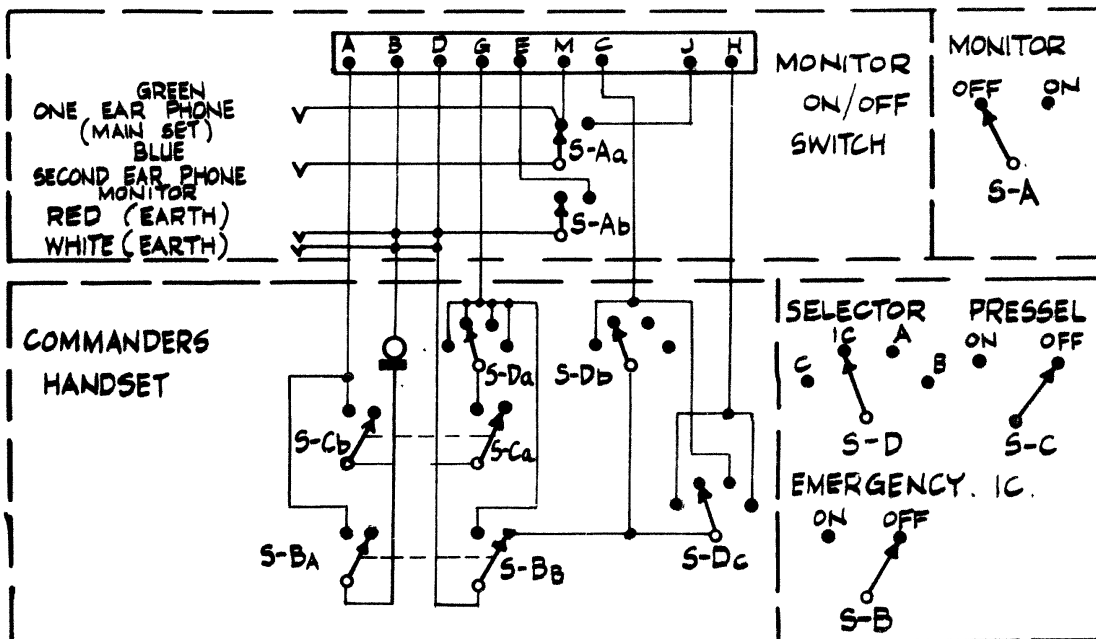 A B D G E M C J H
GREEN
ONE EAR PHONE
(MAIN SET)
BLUE
SECOND EAR PHONE
MONITOR
RED (EARTH)
WHITE (EARTH)
S-Aa
S-Ab
MONITOR
ON/OFF
SWITCH
MONITOR
OFF ON
S-A
COMMANDERS
HANDSET
S-Da
S-Db
S-Cb
S-Ca
S-BA
S-BB
S-Dc
SELECTOR PRESSEL
C IC A B
ON OFF
S-D
S-C
EMERGENCY. IC.
ON OFF
S-B